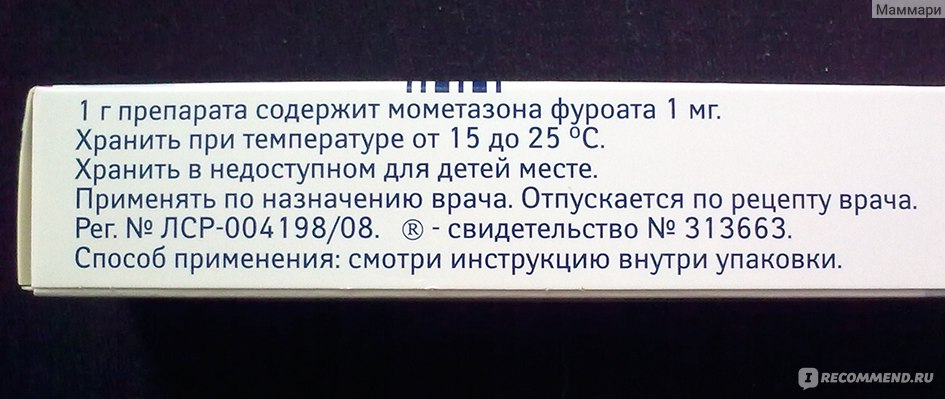 Маммари
1 г препарата содержит мометазона фуроата 1 мг.
Хранить при температуре от 15 до 25 ºС.
Хранить в недоступном для детей месте.
Применять по назначению врача. Отпускается по рецепту врача.
Рег. № ЛСР-004198/08. ® - свидетельство № 313663.
Способ применения: смотри инструкцию внутри упаковки.
I RECOMMEND.RU